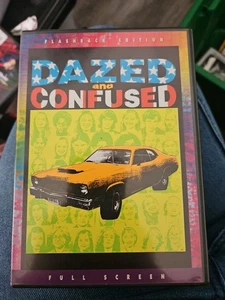 FLASHBACK EDITION
DAZED
and
CONFUSED
FULL SCREEN